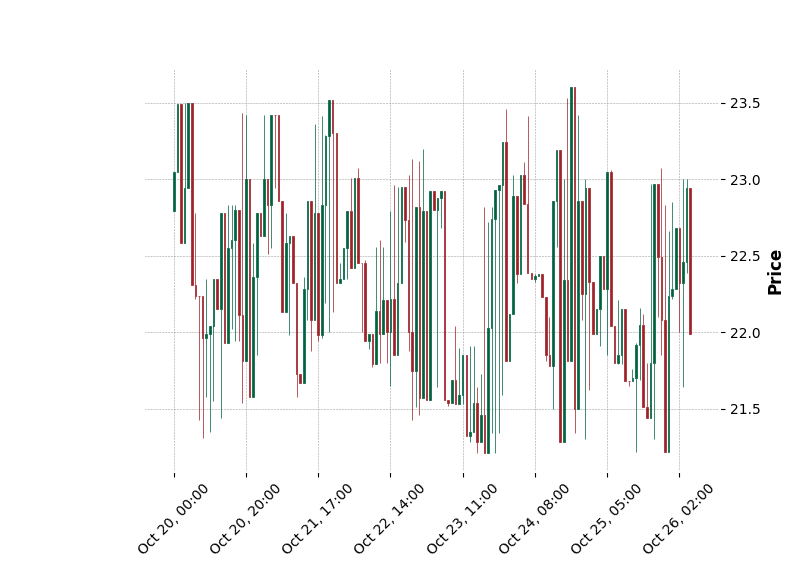 23.5
23.0
22.5
22.0
21.5
Price
Oct 20, 00:00
Oct 20, 20:00
Oct 21, 17:00
Oct 22, 14:00
Oct 23, 11:00
Oct 24, 08:00
Oct 25, 05:00
Oct 26, 02:00